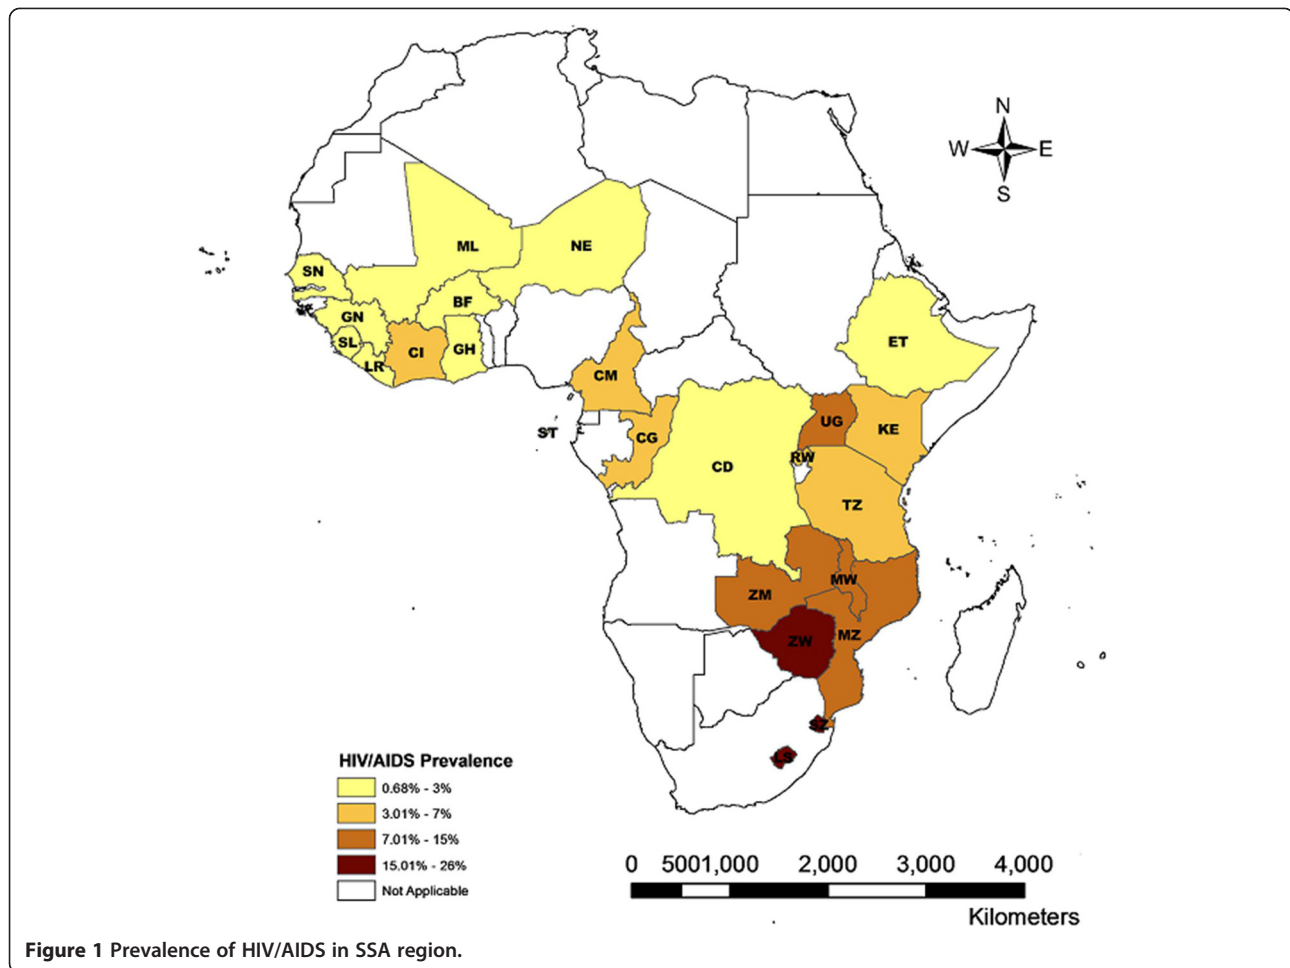 N
W E
S
ML
NE
SN
BF
GN
ET
SL
CI
GH
LR
CM
UG
KE
ST
CG
RW
CD
TZ
MW
ZM
MZ
ZW
SZ
LS
HIV/AIDS Prevalence
0.68% - 3%
3.01% - 7%
7.01% - 15%
15.01% - 26%
Not Applicable
0 5001,000 2,000 3,000 4,000
Kilometers
Figure 1 Prevalence of HIV/AIDS in SSA region.